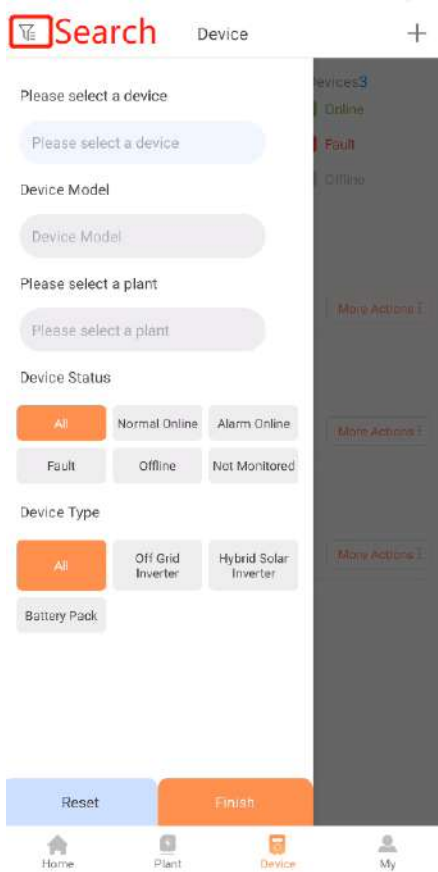 Search
Device
+
Please select a device
Devices3
Please select a device
Online
Fault
Device Model
Offline
Device Model
Please select a plant
Please select a plant
More Actions
Device Status
All
Normal Online
Alarm Online
More Actions
Fault
Offline
Not Monitored
Device Type
All
Off Grid
Inverter
Hybrid Solar
Inverter
More Actions
Battery Pack
Reset
Finish
Home
Plant
Device
My